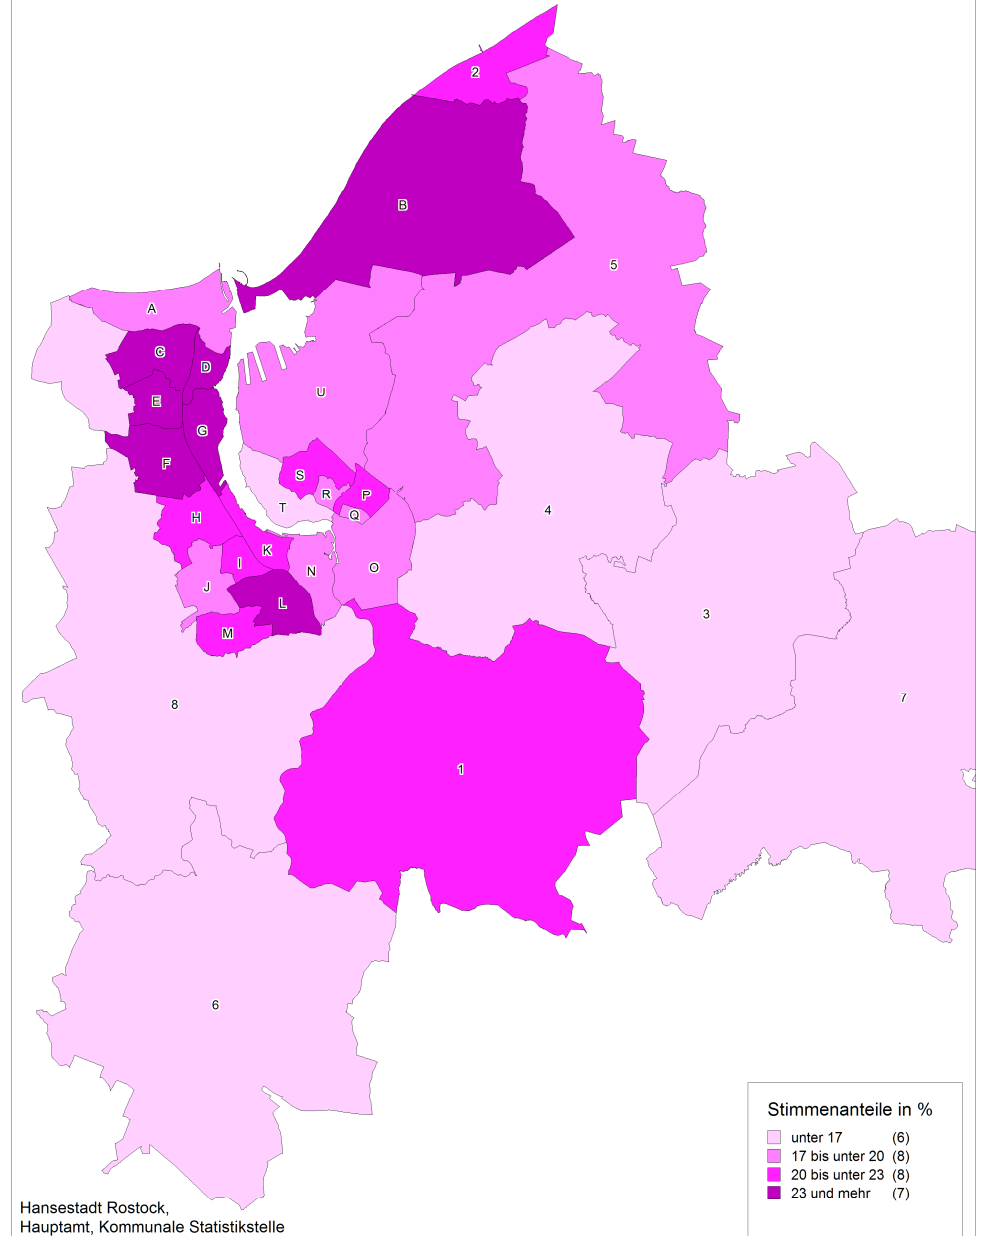 2
B
5
A
C
D
E
U
G
F
S
R
P
T
Q
4
H
K
I
N
O
J
L
3
M
8
7
1
6
Stimmenanteile in %
unter 17 (6)
17 bis unter 20 (8)
20 bis unter 23 (8)
23 und mehr (7)
Hansestadt Rostock,
Hauptamt, Kommunale Statistikstelle